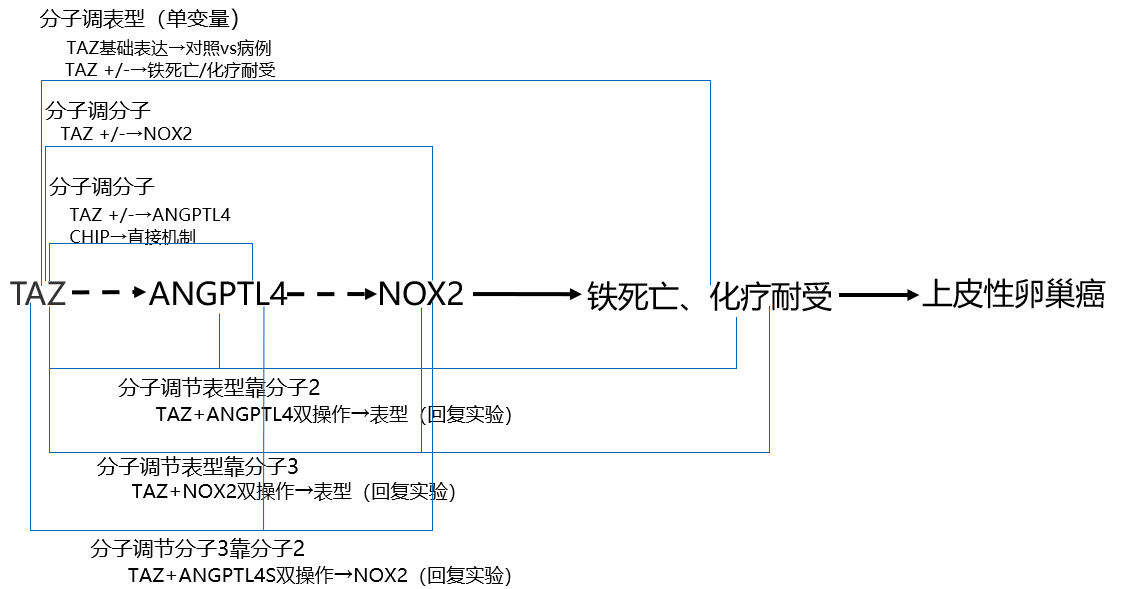 分子调表型（单变量）
TAZ基础表达→对照vs病例
TAZ +/-→铁死亡/化疗耐受
分子调分子
TAZ +/-→NOX2
分子调分子
TAZ +/-→ANGPTL4
CHIP→直接机制
TAZ ANGPTL4 NOX2 铁死亡、化疗耐受 上皮性卵巢癌
分子调节表型靠分子2
TAZ+ANGPTL4双操作→表型（回复实验）
分子调节表型靠分子3
TAZ+NOX2双操作→表型（回复实验）
分子调节分子3靠分子2
TAZ+ANGPTL4S双操作→NOX2（回复实验）